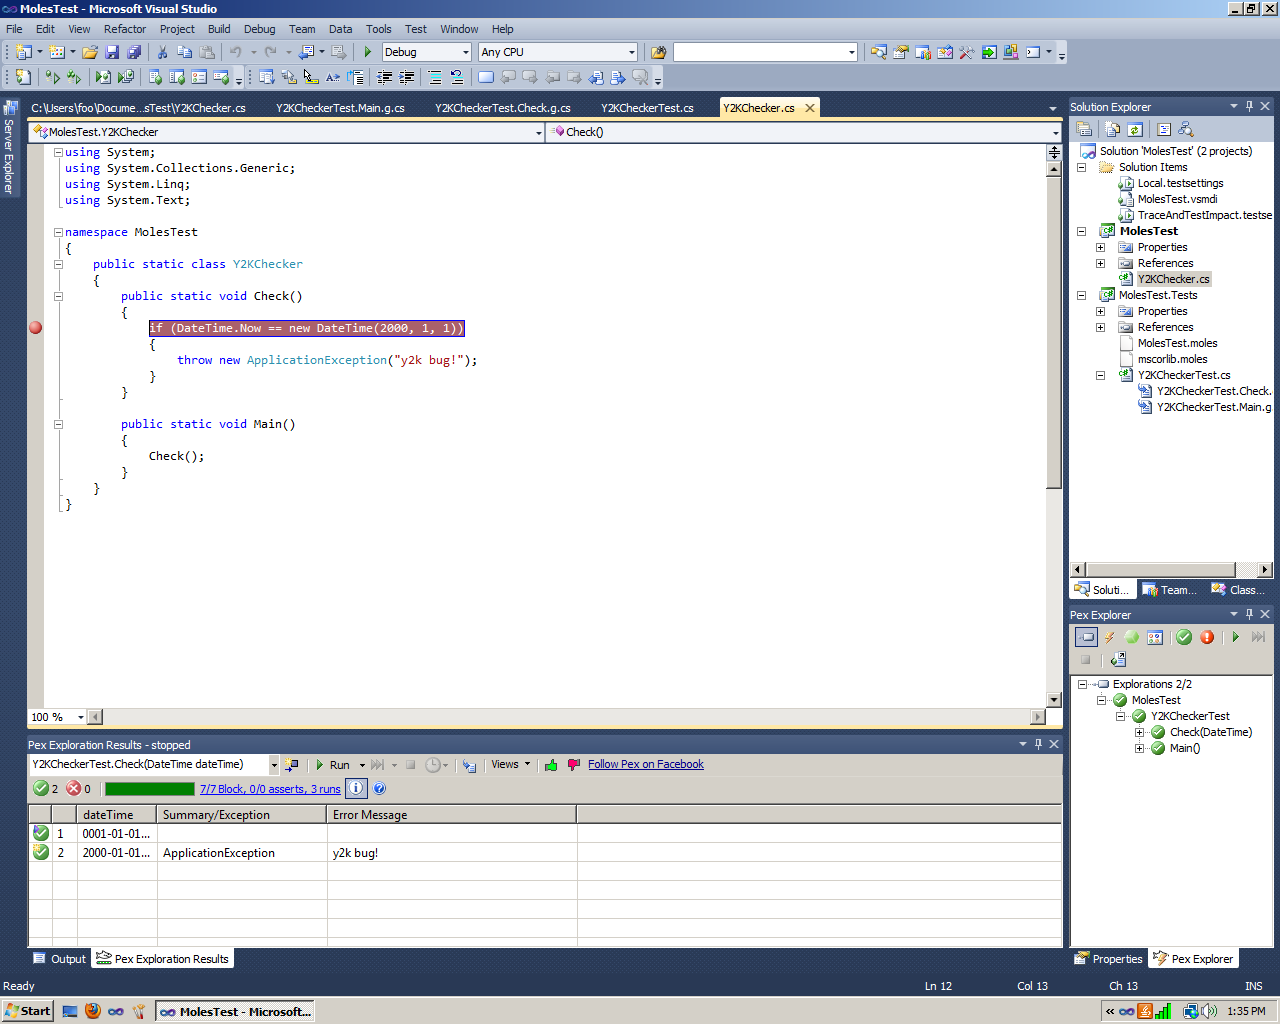 MolesTest - Microsoft Visual Studio
File Edit View Refactor Project Build Debug Team Data Tools Test Window Help
Debug Any CPU
Server Explorer
C:\Users\foo\Docume...sTest\Y2KChecker.cs Y2KCheckerTest.Main.g.cs Y2KCheckerTest.Check.g.cs Y2KCheckerTest.cs Y2KChecker.cs
MolesTest.Y2KChecker Check()
using System;
using System.Collections.Generic;
using System.Linq;
using System.Text;
namespace MolesTest
{
public static class Y2KChecker
{
public static void Check()
{
if (DateTime.Now == new DateTime(2000, 1, 1))
{
throw new ApplicationException("y2k bug!");
}
}
public static void Main()
{
Check();
}
}
}
100 %
Solution Explorer
Solution 'MolesTest' (2 projects)
Solution Items
Local.testsettings
MolesTest.vsmdi
TraceAndTestImpact.testse
MolesTest
Properties
References
Y2KChecker.cs
MolesTest.Tests
Properties
References
MolesTest.moles
mscorlib.moles
Y2KCheckerTest.cs
Y2KCheckerTest.Check.
Y2KCheckerTest.Main.g
Soluti... Team... Class...
Pex Explorer
Explorations 2/2
MolesTest
Y2KCheckerTest
Check(DateTime)
Main()
Properties Pex Explorer
Pex Exploration Results - stopped
Y2KCheckerTest.Check(DateTime dateTime) Run Views Follow Pex on Facebook
2 0 7/7 Block, 0/0 asserts, 3 runs
dateTime Summary/Exception Error Message
1 0001-01-01...
2 2000-01-01... ApplicationException y2k bug!
Output Pex Exploration Results
Ready Ln 12 Col 13 Ch 13 INS
Start MolesTest - Microsoft... 1:35 PM